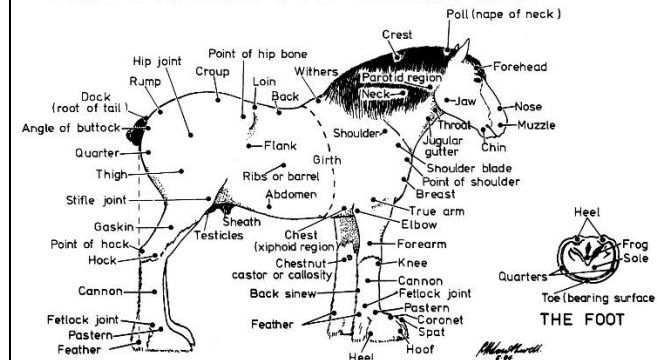 Poll (nape of neck)
Crest
Hip joint
Point of hip bone
Withers
Forehead
Rump
Croup
Loin
Parotid region
Dock
(root of tail)
Back
Neck
Jaw
Nose
Angle of buttock
Shoulder
Throat
Muzzle
Jugular
gutter
Chin
Quarter
Flank
Girth
Shoulder blade
Thigh
Ribs or barrel
Point of shoulder
Breast
Stifle joint
Abdomen
True arm
Elbow
Sheath
Testicles
Gaskin
Chest
(xiphoid region)
Forearm
Point of hock
Hock
Chestnut
castor or callosity
Knee
Cannon
Back sinew
Cannon
Fetlock joint
Fetlock joint
Pastern
Feather
Feather
Pastern
Coronet
Spat
Hoof
Heel
Heel
Frog
Sole
Quarters
Toe (bearing surface
THE FOOT